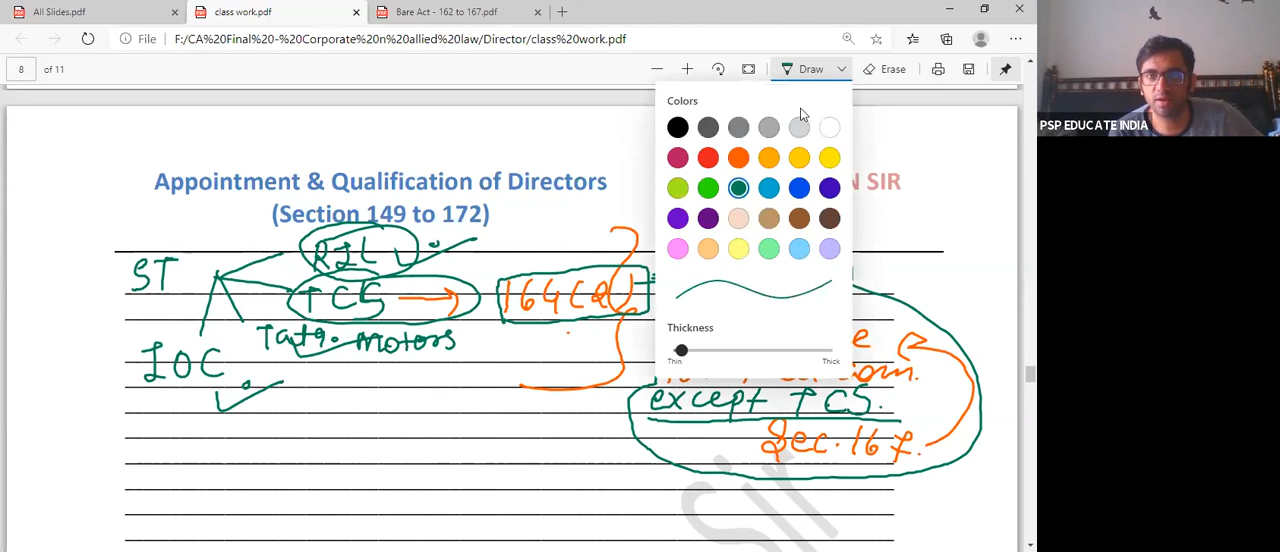 All Slides.pdf
class work.pdf
Bare Act - 162 to 167.pdf
File
F:/CA%20Final%20-%20Corporate%20n%20allied%20law/Director/class%20work.pdf
8 of 11
Draw
Erase
Colors
Thickness
Thin
Thick
PSP EDUCATE INDIA
Appointment & Qualification of Directors
N SIR
(Section 149 to 172)
ST
RIL
TCS
164(2)
Tata Motors
IOC
except TCS.
Sec. 167.
Sir